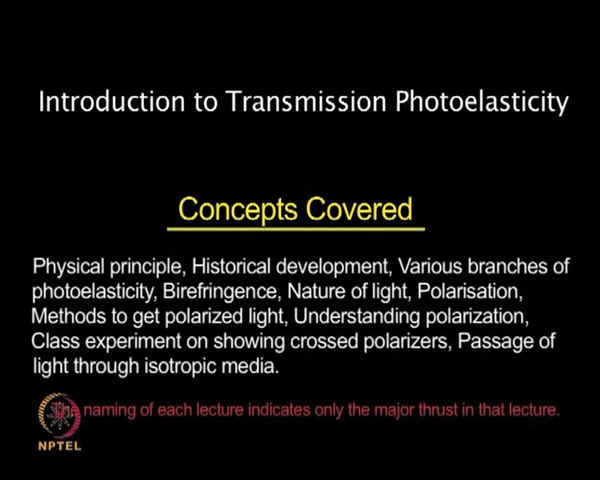 Introduction to Transmission Photoelasticity
Concepts Covered
Physical principle, Historical development, Various branches of
photoelasticity, Birefringence, Nature of light, Polarisation,
Methods to get polarized light, Understanding polarization,
Class experiment on showing crossed polarizers, Passage of
light through isotropic media.
The naming of each lecture indicates only the major thrust in that lecture.
NPTEL